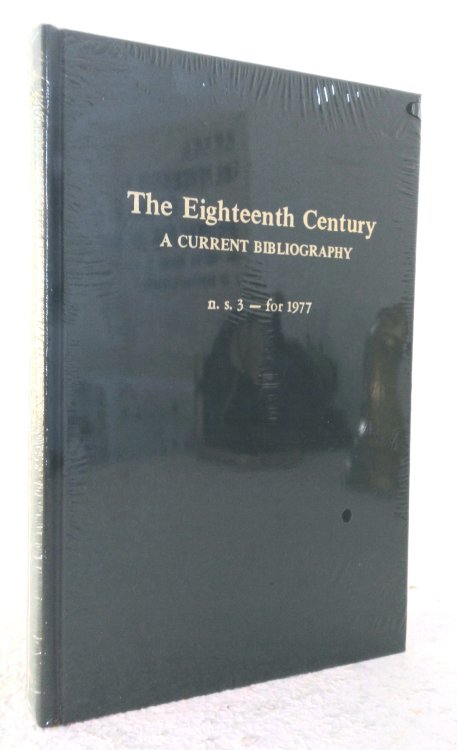 The Eighteenth Century
A CURRENT BIBLIOGRAPHY
n. s. 3 — for 1977